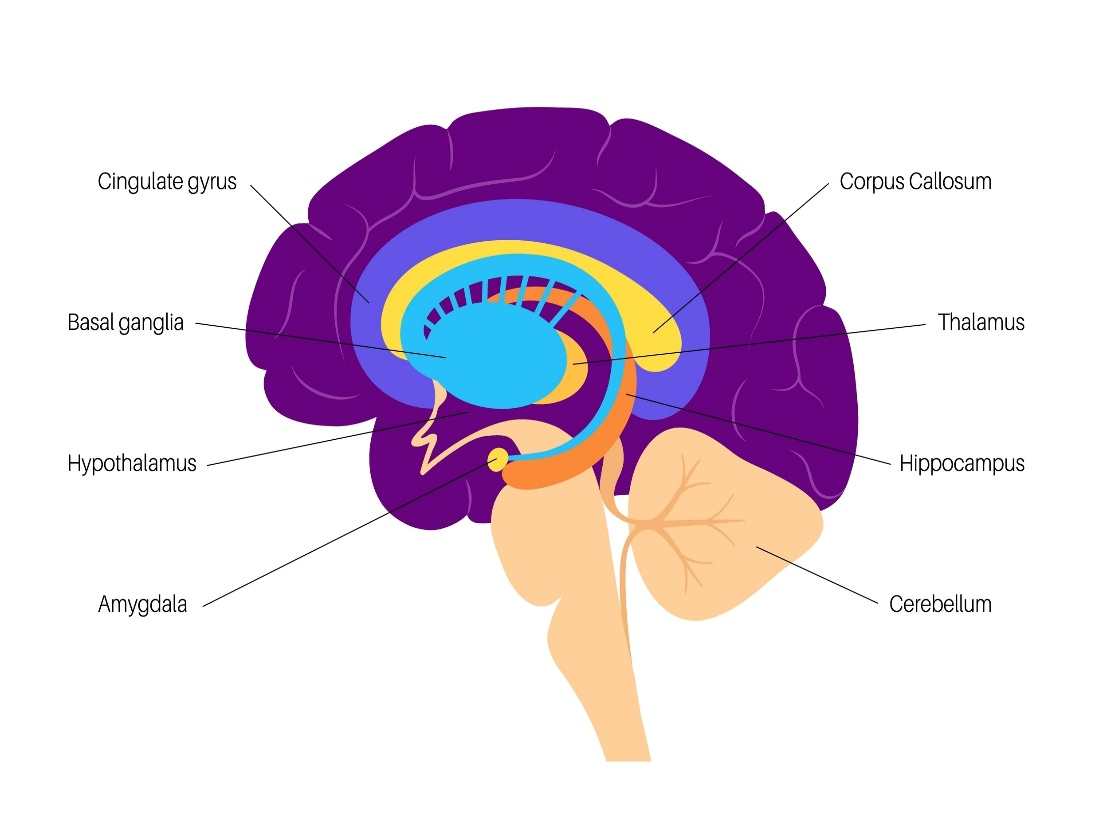 Cingulate gyrus
Corpus Callosum
Basal ganglia
Thalamus
Hypothalamus
Hippocampus
Amygdala
Cerebellum